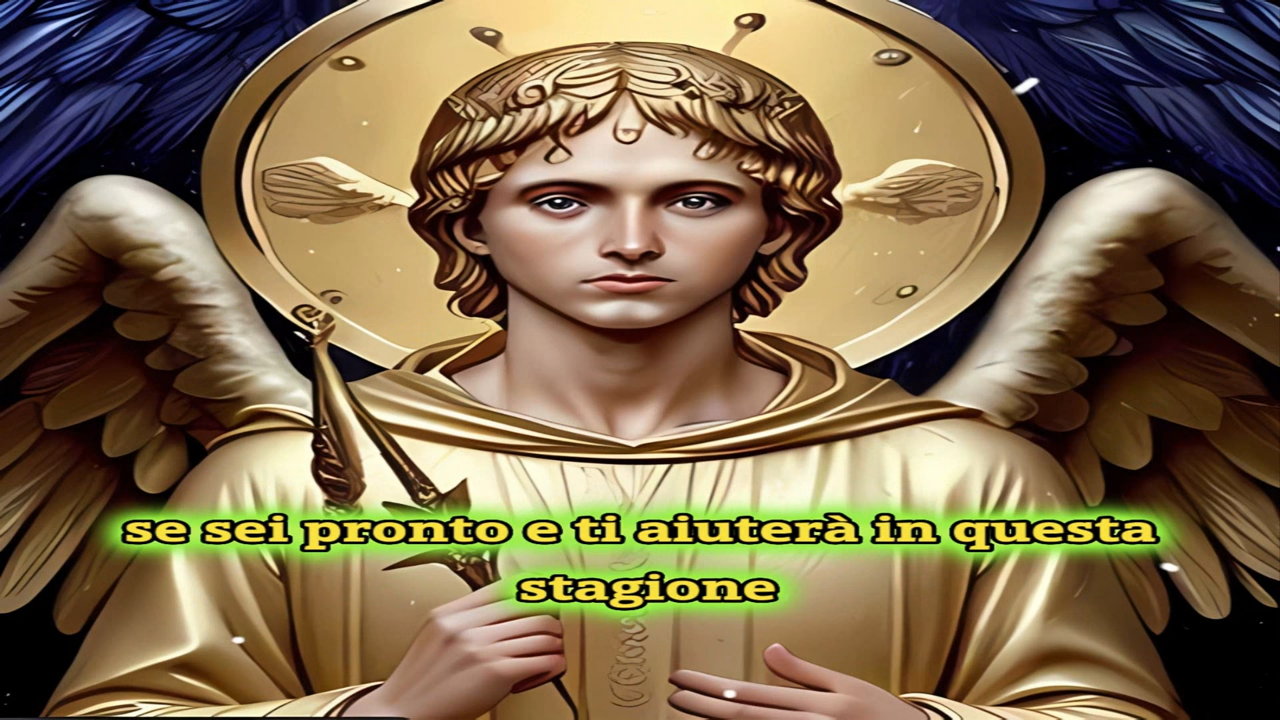 se sei pronto e ti aiuterà in questa
stagione